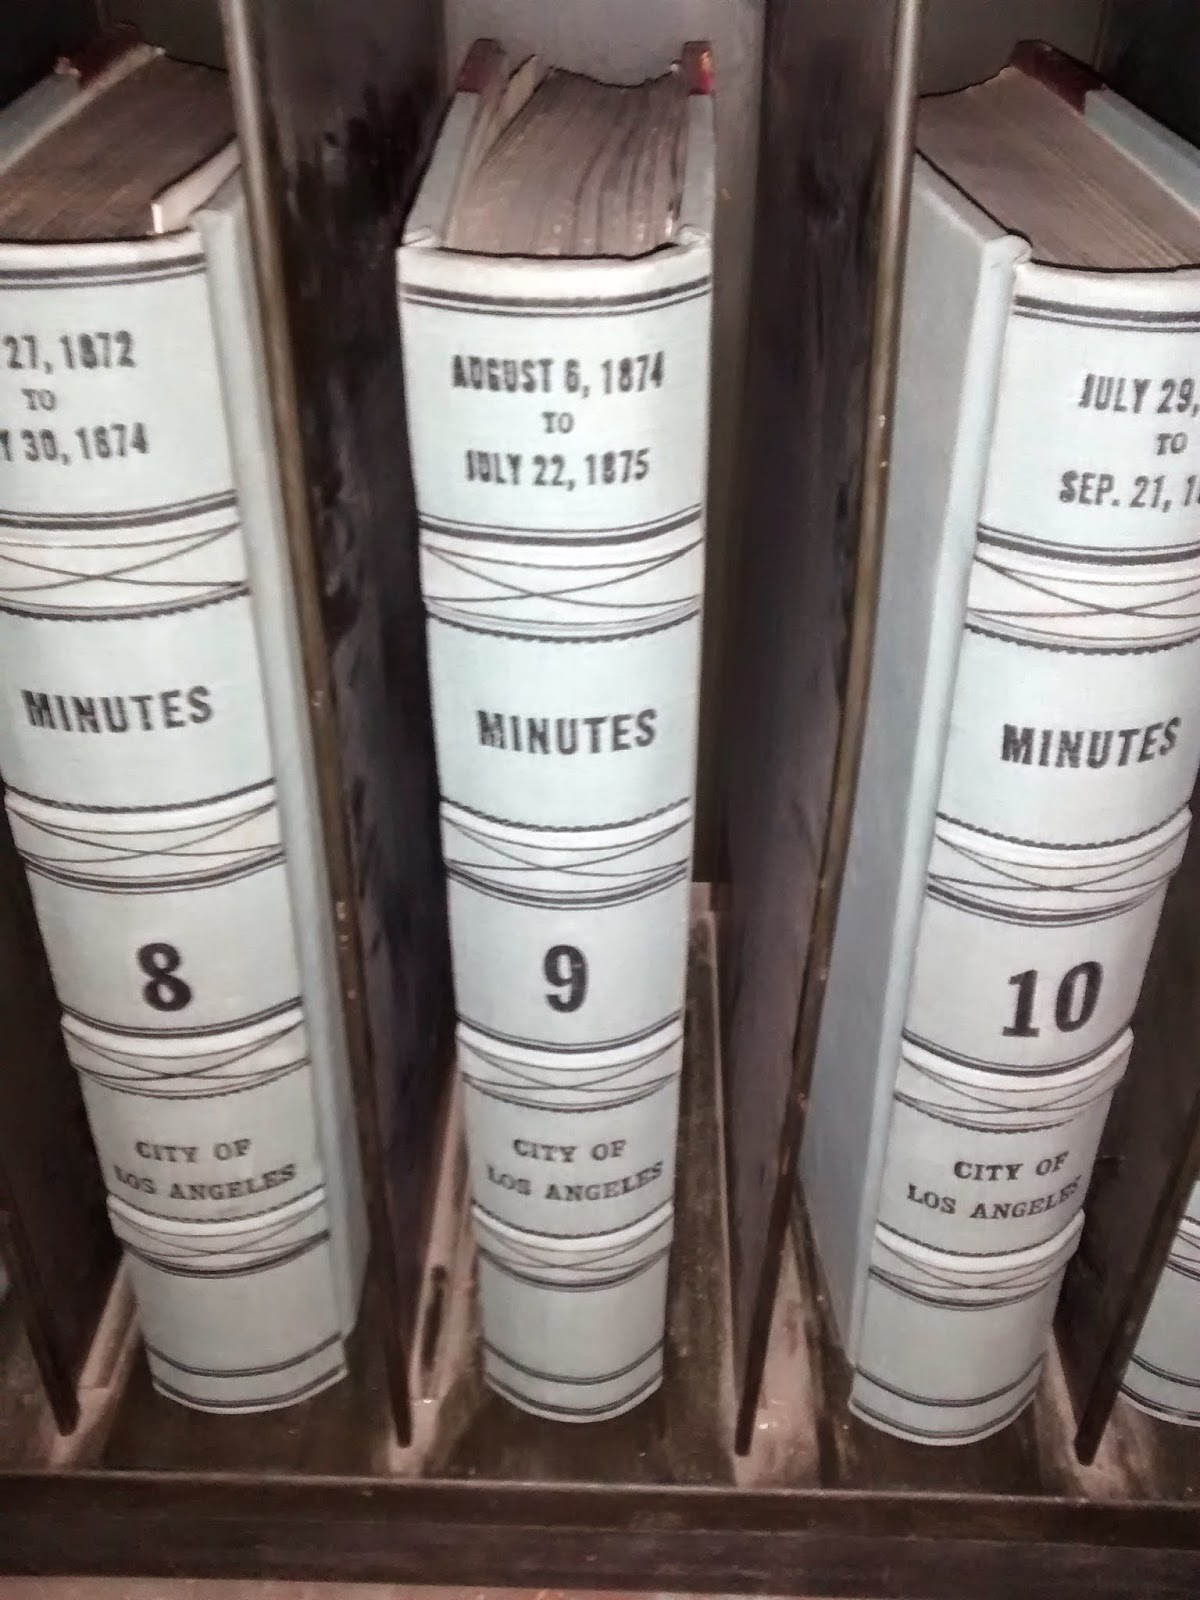 27, 1872
TO
30, 1874
MINUTES
8
CITY OF
LOS ANGELES
AUGUST 6, 1874
TO
JULY 22, 1875
MINUTES
9
CITY OF
LOS ANGELES
JULY 29,
TO
SEP. 21,
MINUTES
10
CITY OF
LOS ANGELES